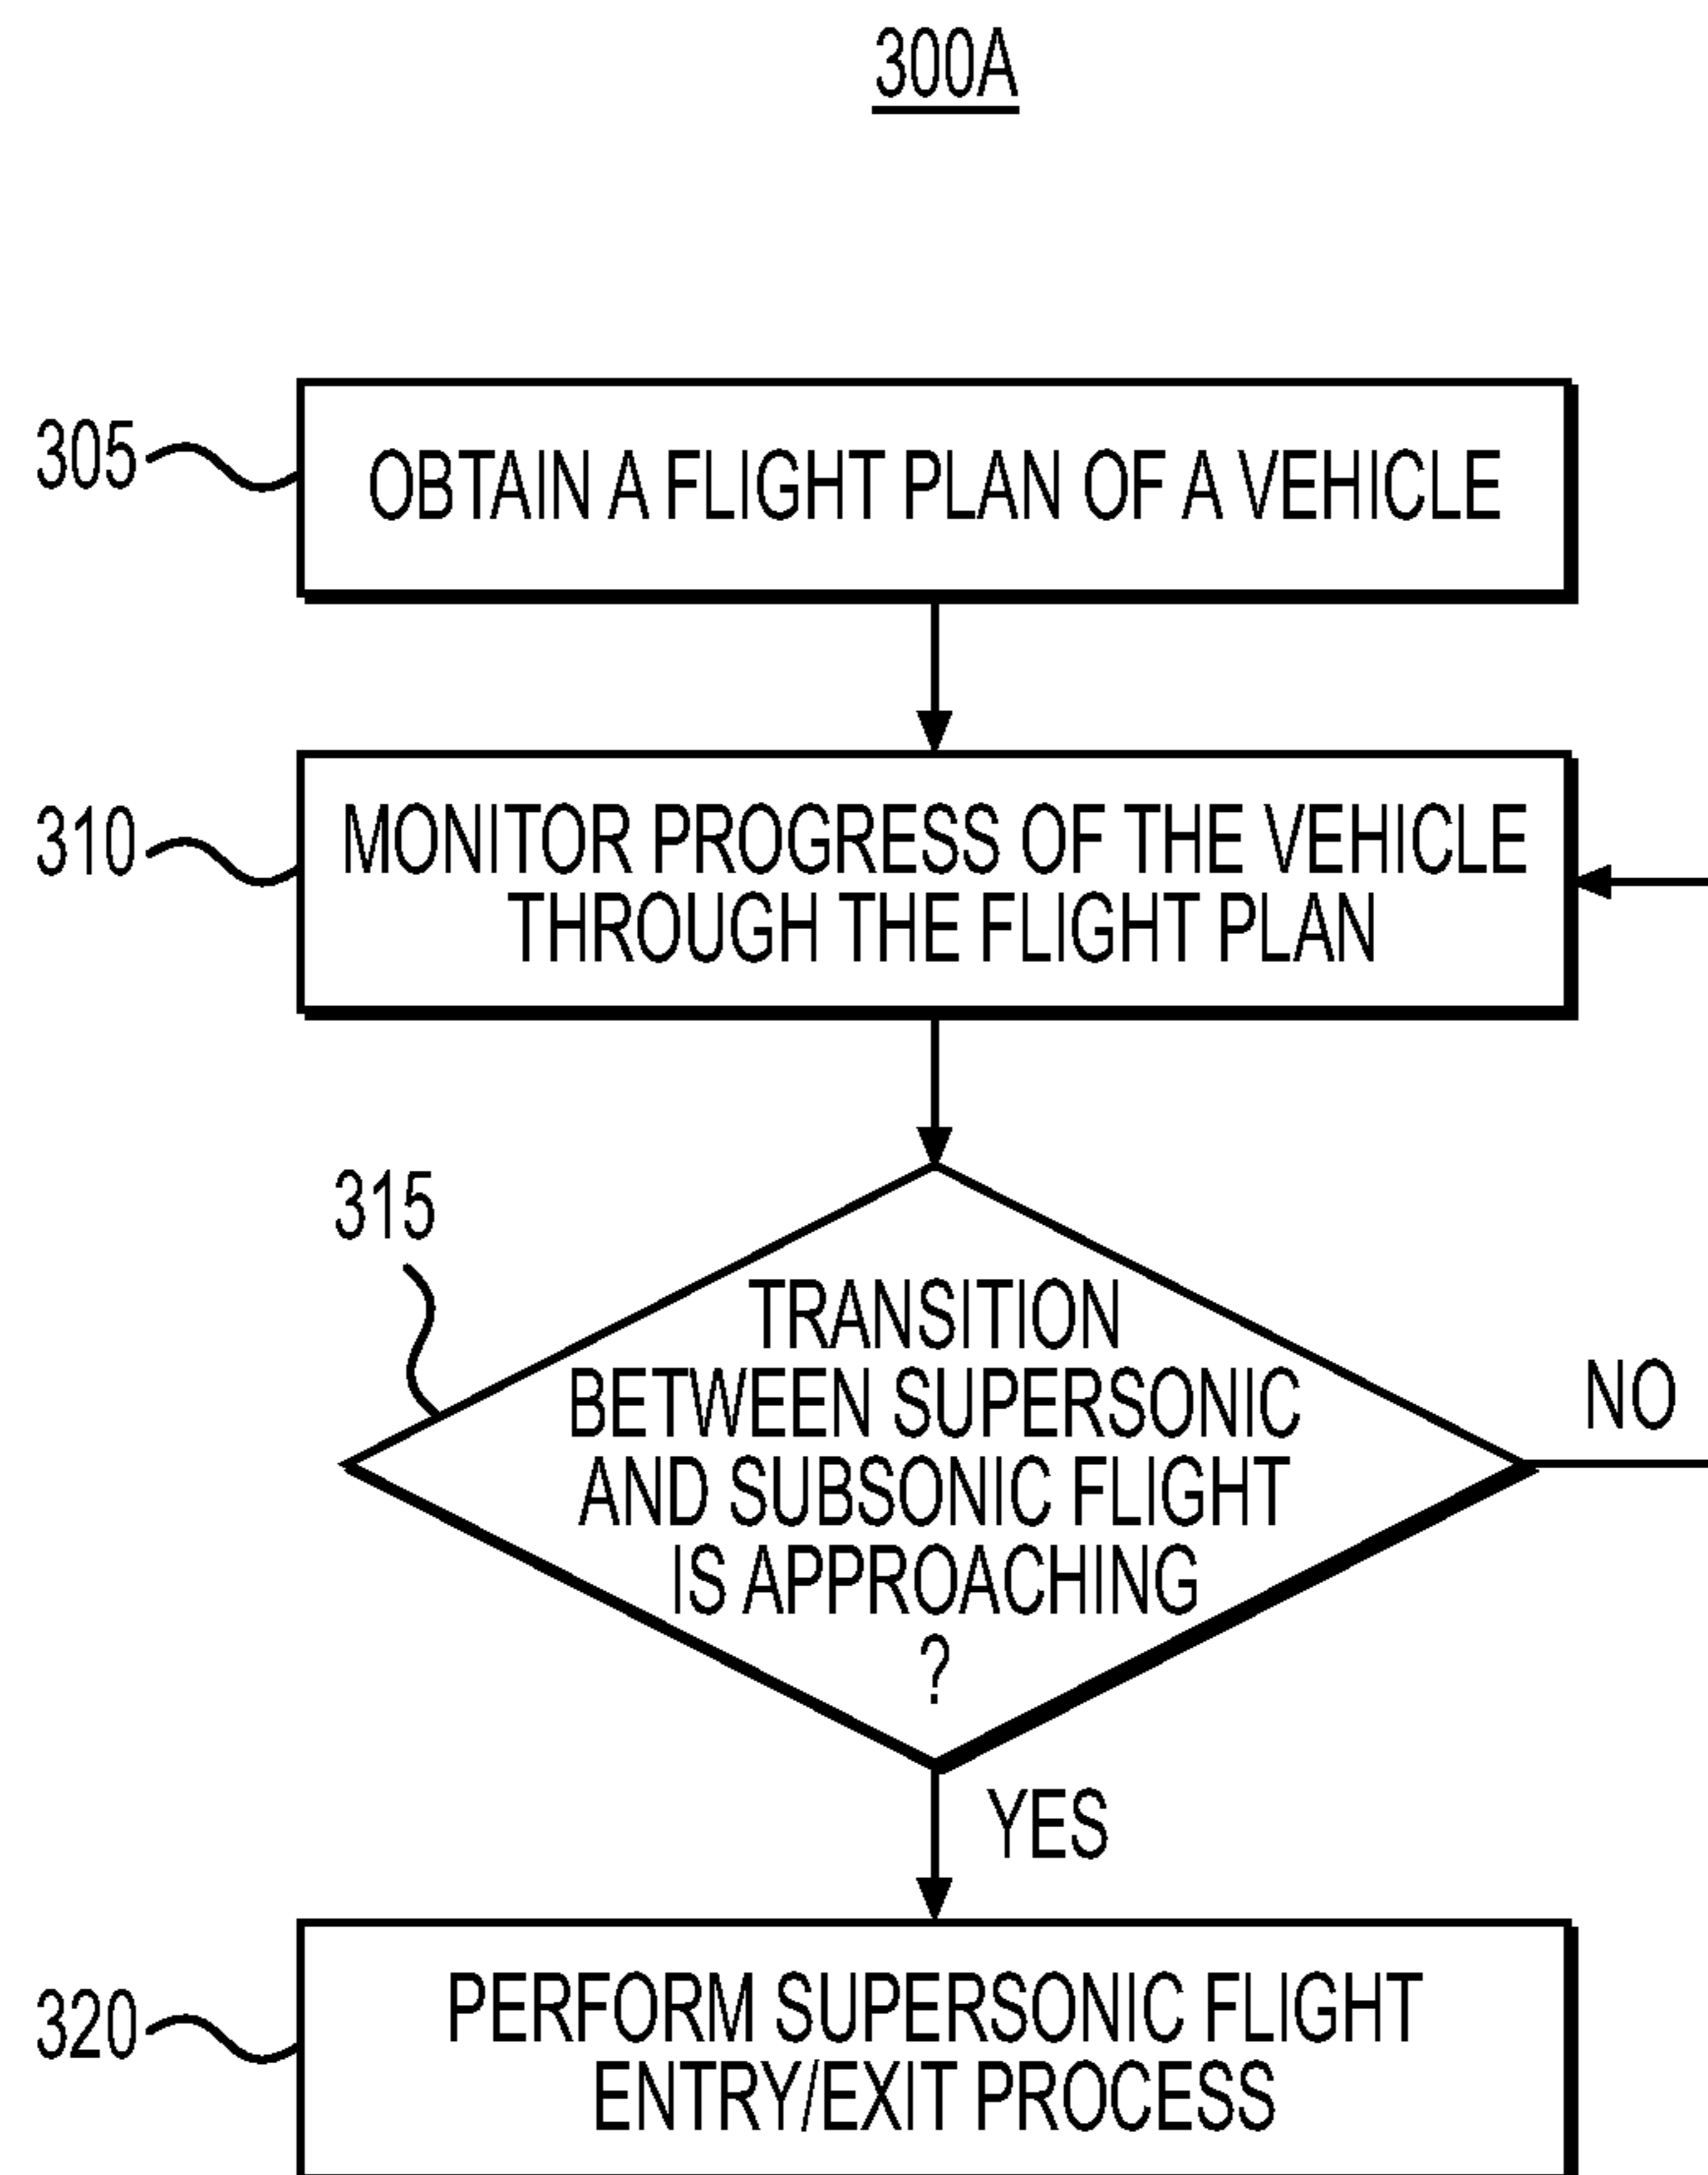 300A
305
OBTAIN A FLIGHT PLAN OF A VEHICLE
310
MONITOR PROGRESS OF THE VEHICLE
THROUGH THE FLIGHT PLAN
315
TRANSITION
BETWEEN SUPERSONIC
AND SUBSONIC FLIGHT
IS APPROACHING
?
NO
YES
320
PERFORM SUPERSONIC FLIGHT
ENTRY/EXIT PROCESS